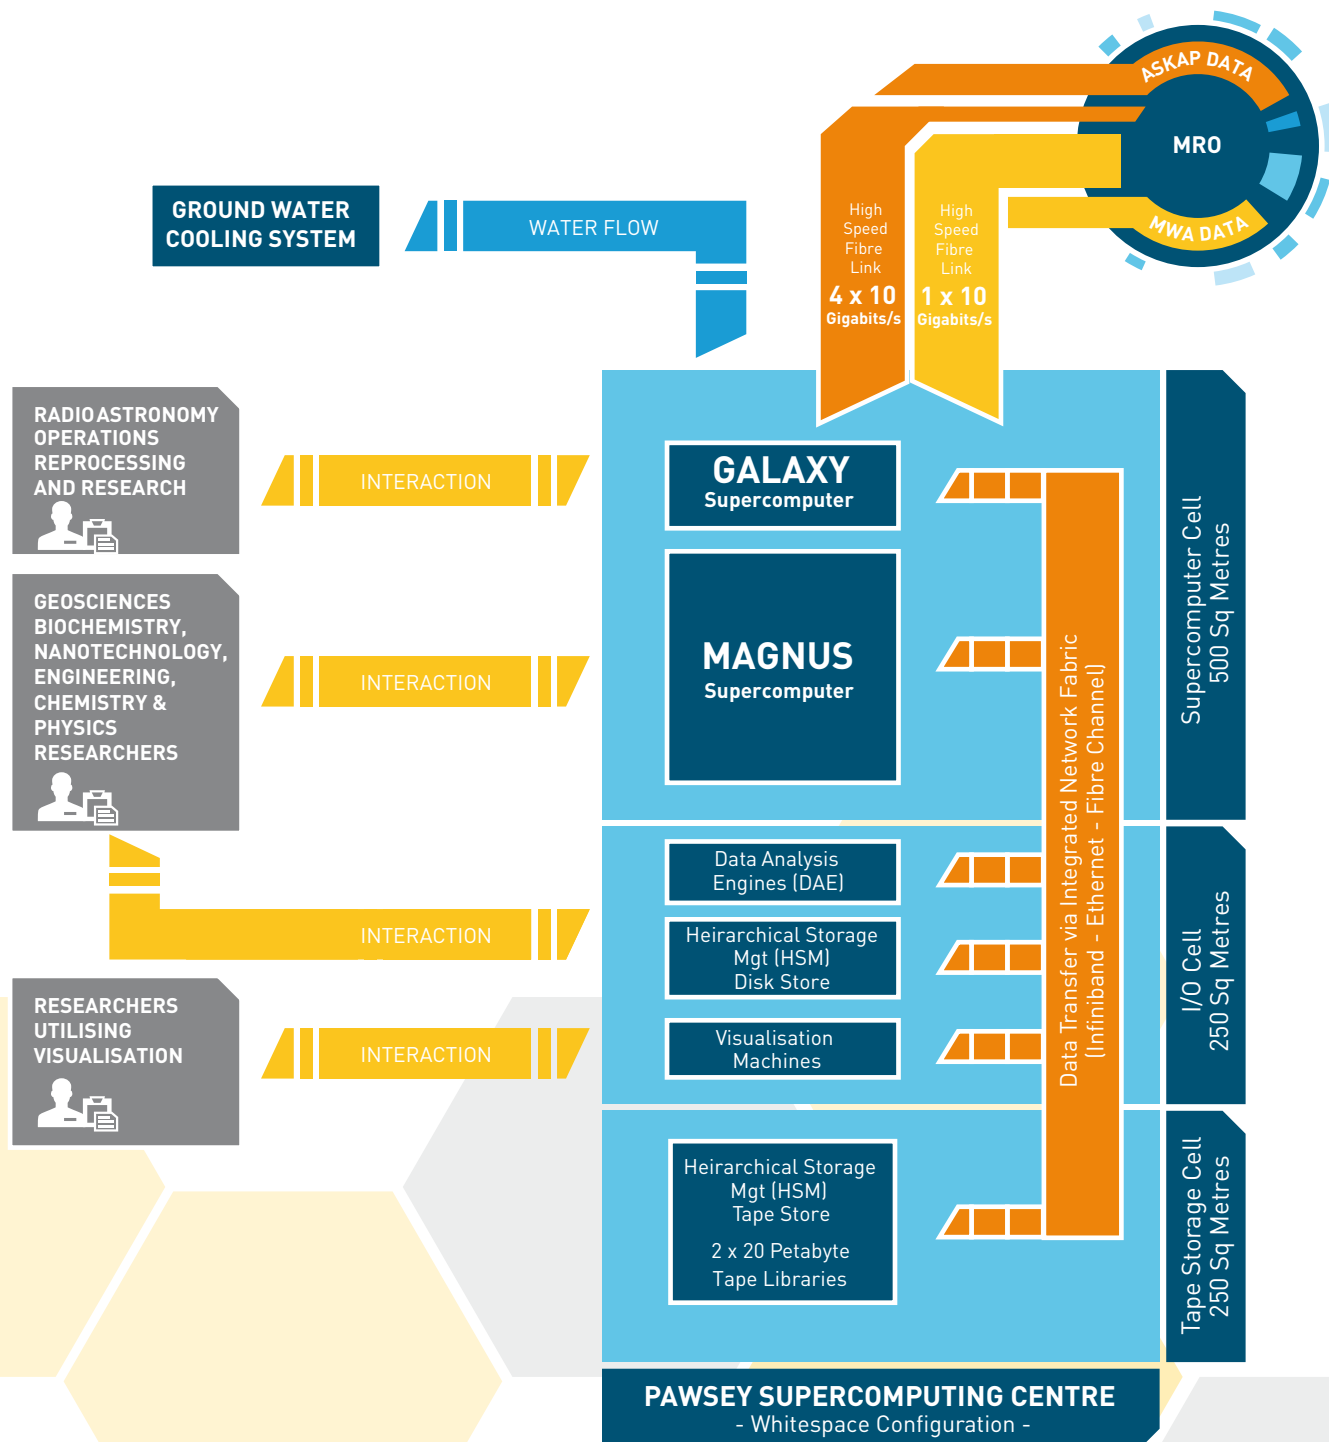 ASKAP DATA
MRO
MWA DATA
GROUND WATER
COOLING SYSTEM
WATER FLOW
High
Speed
Fibre
Link
4 x 10
Gigabits/s
High
Speed
Fibre
Link
1 x 10
Gigabits/s
RADIO ASTRONOMY
OPERATIONS
REPROCESSING
AND RESEARCH
INTERACTION
GALAXY
Supercomputer
GEOSCIENCES
BIOCHEMISTRY,
NANOTECHNOLOGY,
ENGINEERING,
CHEMISTRY &
PHYSICS
RESEARCHERS
INTERACTION
MAGNUS
Supercomputer
Supercomputer Cell
500 Sq Metres
Data Transfer via Integrated Network Fabric
(Infiniband - Ethernet - Fibre Channel)
INTERACTION
Data Analysis
Engines (DAE)
Heirarchical Storage
Mgt (HSM)
Disk Store
I/O Cell
250 Sq Metres
RESEARCHERS
UTILISING
VISUALISATION
INTERACTION
Visualisation
Machines
Heirarchical Storage
Mgt (HSM)
Tape Store
2 x 20 Petabyte
Tape Libraries
Tape Storage Cell
250 Sq Metres
PAWSEY SUPERCOMPUTING CENTRE
- Whitespace Configuration -